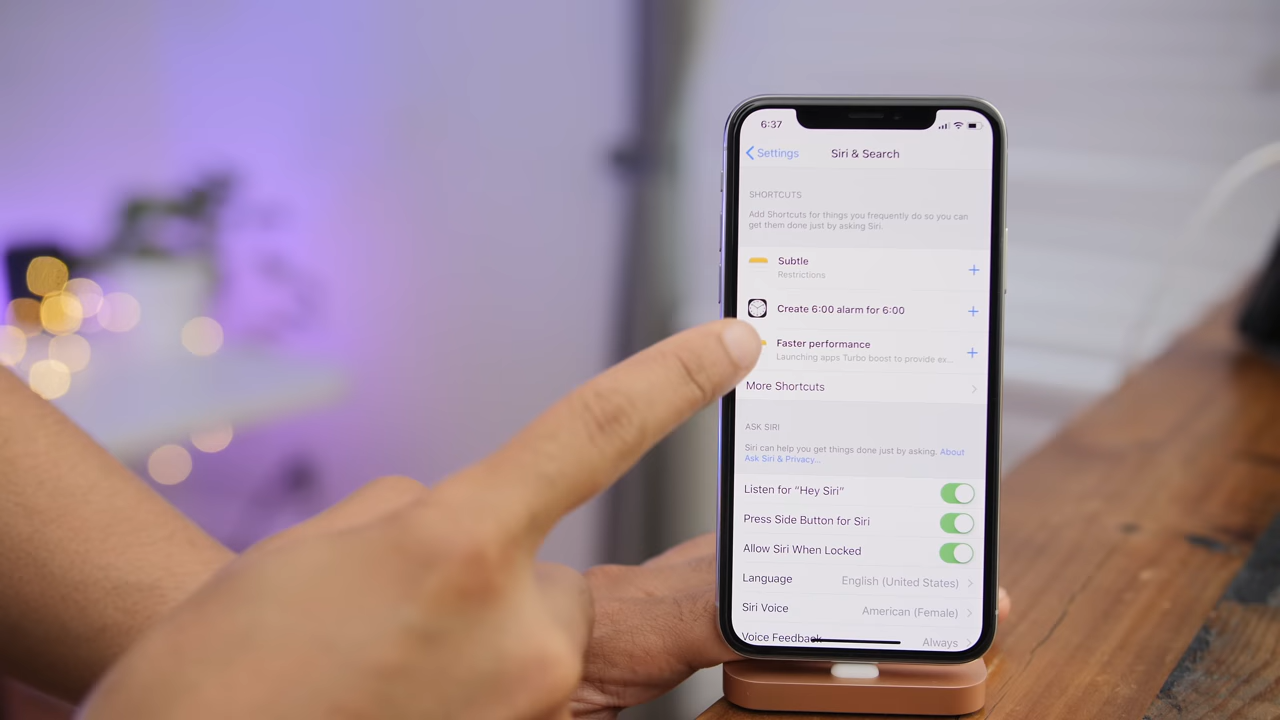 6:37
Settings
Siri & Search
SHORTCUTS
Add Shortcuts for things you frequently do so you can
get them done just by asking Siri.
Subtle
Restrictions
Create 6:00 alarm for 6:00
Faster performance
Launching apps Turbo boost to provide ex...
More Shortcuts
ASK SIRI
Siri can help you get things done just by asking. About
Ask Siri & Privacy...
Listen for “Hey Siri”
Press Side Button for Siri
Allow Siri When Locked
Language English (United States)
Siri Voice American (Female)
Voice Feedback Always